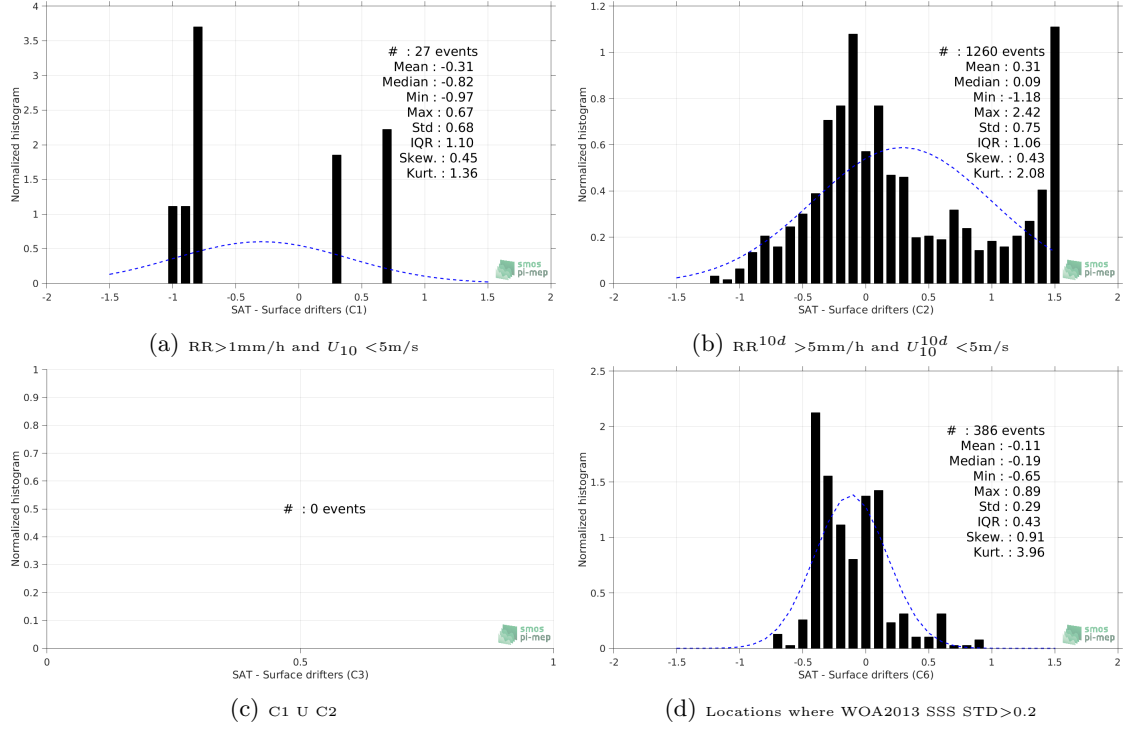 4
3.5
3
2.5
2
1.5
1
0.5
0
Normalized histogram
# : 27 events
Mean : -0.31
Median : -0.82
Min : -0.97
Max : 0.67
Std : 0.68
IQR : 1.10
Skew. : 0.45
Kurt. : 1.36
smos
pi-mep
-2 -1.5 -1 -0.5 0 0.5 1 1.5 2
SAT - Surface drifters (C1)
(a) RR>1mm/h and U10 <5m/s
1.2
1
0.8
0.6
0.4
0.2
0
Normalized histogram
# : 1260 events
Mean : 0.31
Median : 0.09
Min : -1.18
Max : 2.42
Std : 0.75
IQR : 1.06
Skew. : 0.43
Kurt. : 2.08
smos
pi-mep
-2 -1.5 -1 -0.5 0 0.5 1 1.5 2
SAT - Surface drifters (C2)
(b) RR^10d >5mm/h and U10^10d <5m/s
1
0.9
0.8
0.7
0.6
0.5
0.4
0.3
0.2
0.1
0
Normalized histogram
# : 0 events
smos
pi-mep
0 0.5 1
SAT - Surface drifters (C3)
(c) C1 U C2
2.5
2
1.5
1
0.5
0
Normalized histogram
# : 386 events
Mean : -0.11
Median : -0.19
Min : -0.65
Max : 0.89
Std : 0.29
IQR : 0.43
Skew. : 0.91
Kurt. : 3.96
smos
pi-mep
-2 -1.5 -1 -0.5 0 0.5 1 1.5 2
SAT - Surface drifters (C6)
(d) Locations where WOA2013 SSS STD>0.2